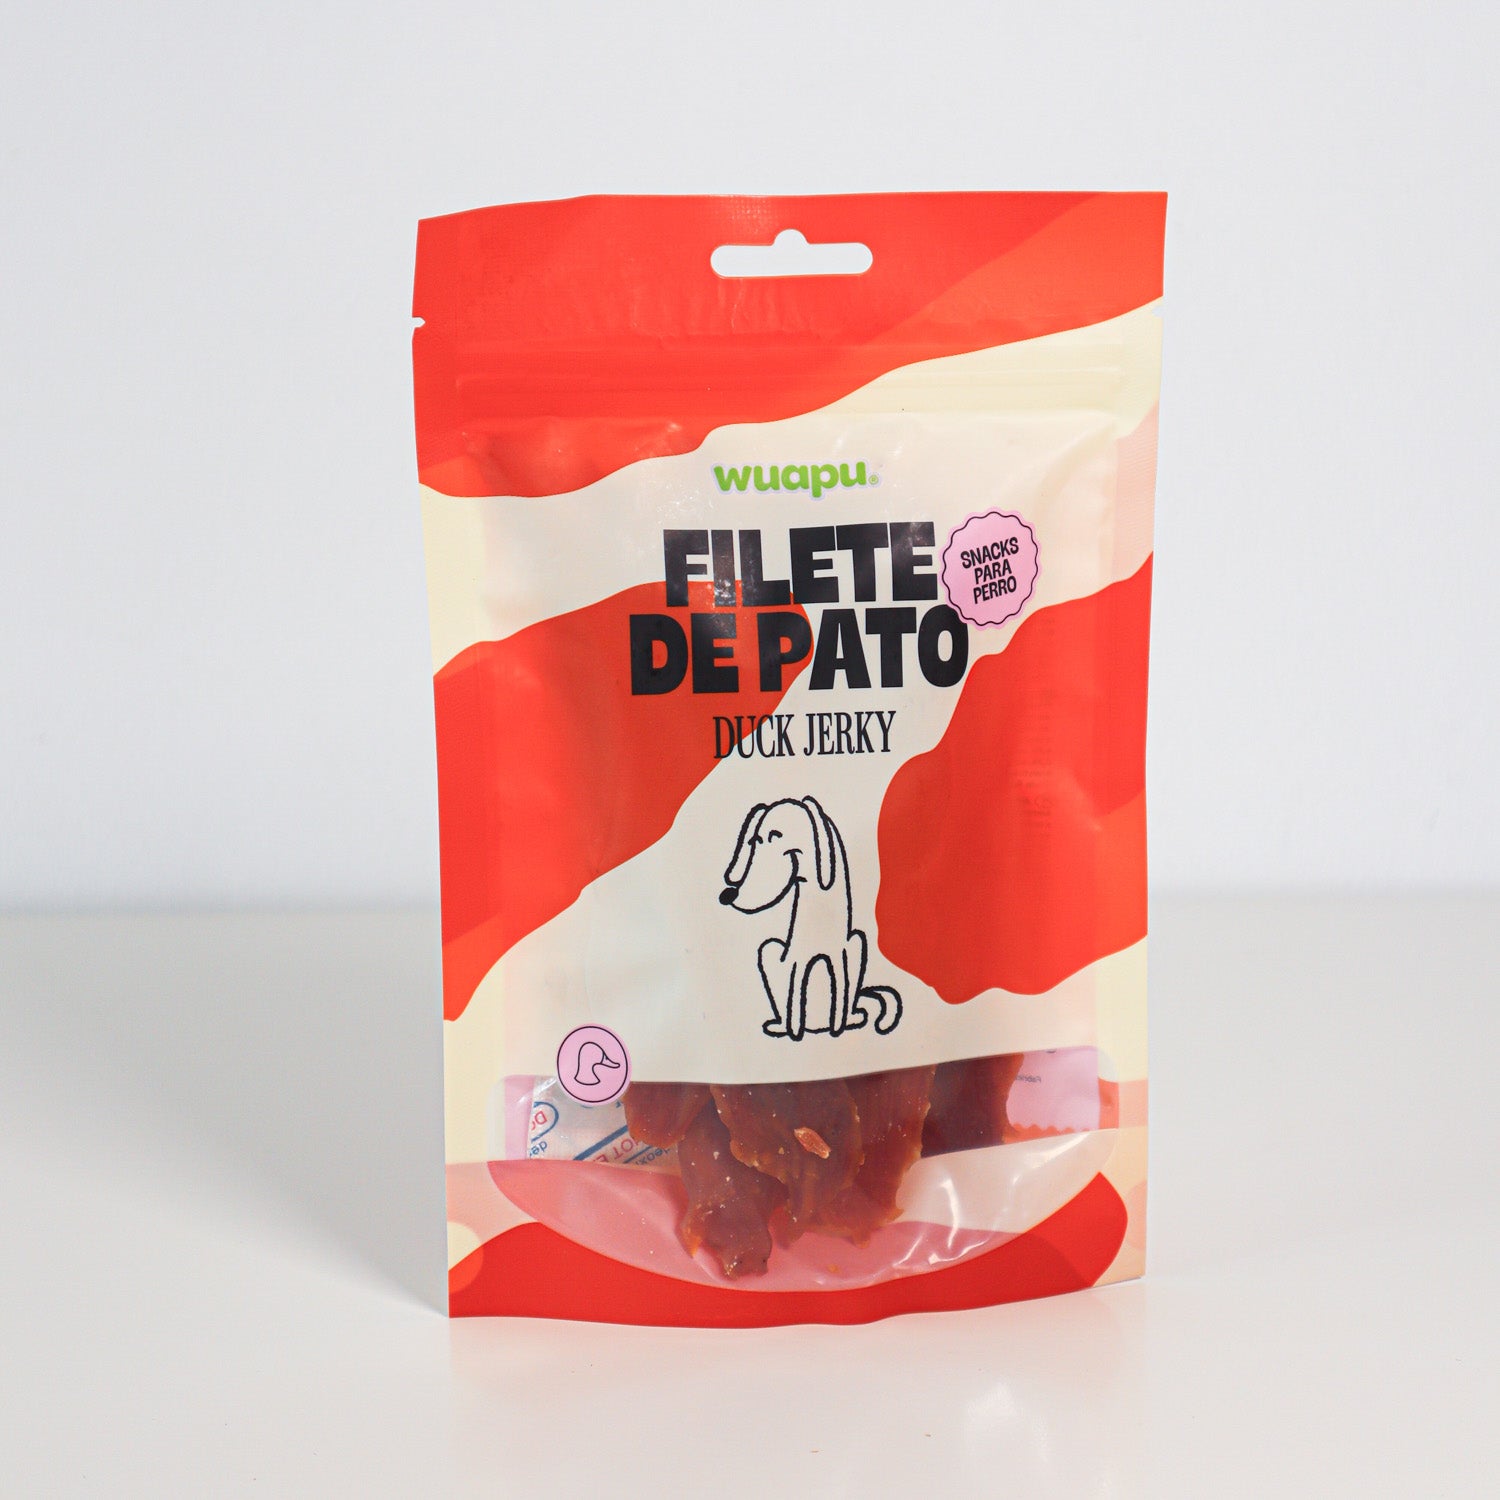 wuapu®
FILETE
DE PATO
SNACKS
PARA
PERRO
DUCK JERKY